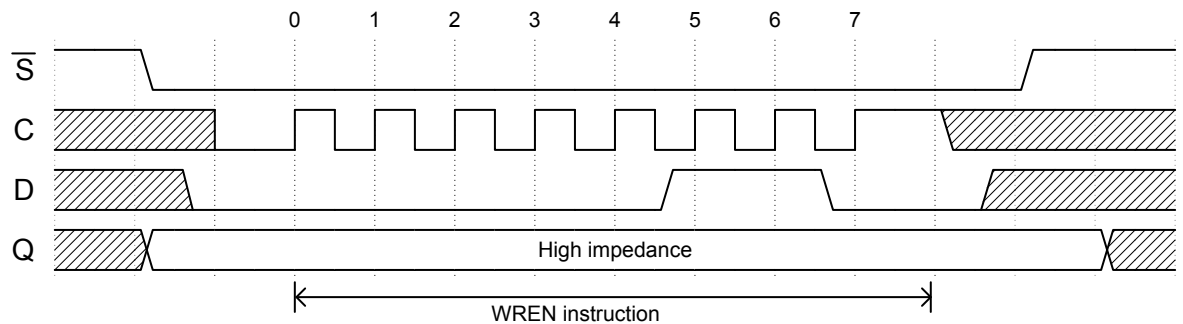 0 1 2 3 4 5 6 7
S̅
C
D
Q
High impedance
WREN instruction